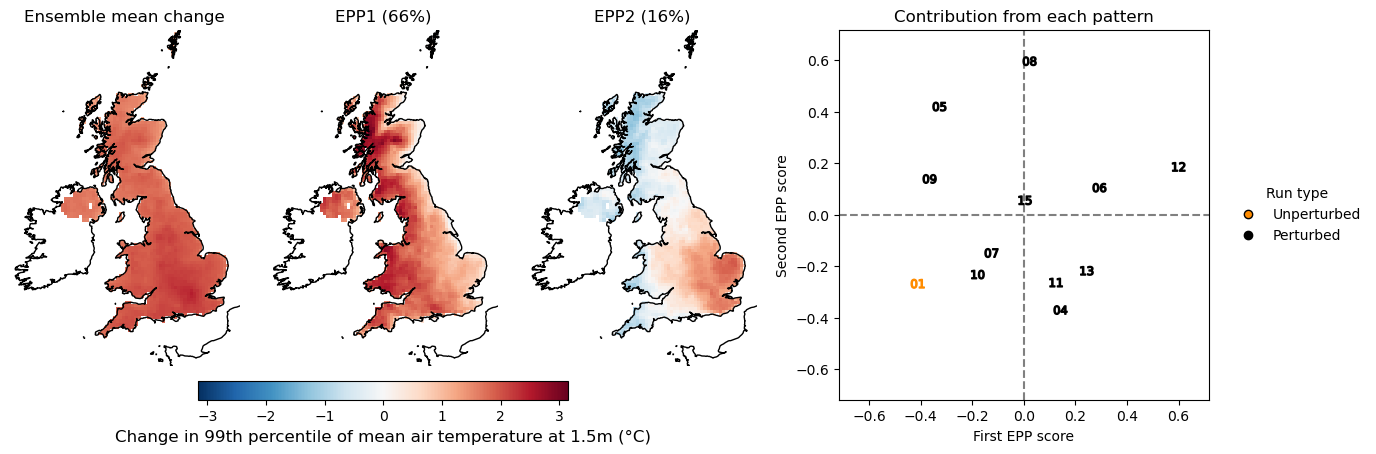 Ensemble mean change
EPP1 (66%)
EPP2 (16%)
Contribution from each pattern
−3 −2 −1 0 1 2 3
Change in 99th percentile of mean air temperature at 1.5m (°C)
Second EPP score
0.6
0.4
0.2
0.0
−0.2
−0.4
−0.6
08
05
12
09
06
15
07
13
10
11
01
04
−0.6 −0.4 −0.2 0.0 0.2 0.4 0.6
First EPP score
Run type
Unperturbed
Perturbed